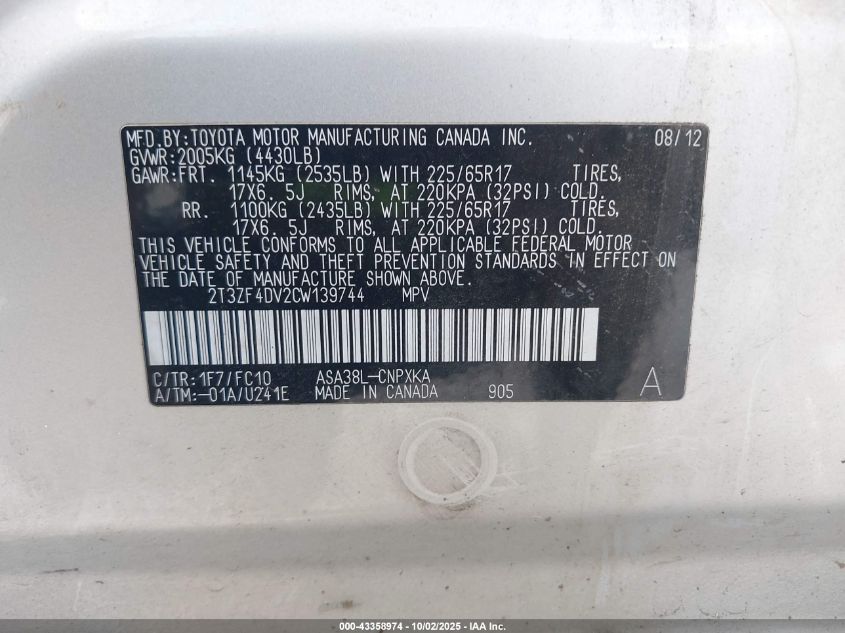 MFD.BY:TOYOTA MOTOR MANUFACTURING CANADA INC. 08/12
GVWR:2005KG (4430LB)
GAWR:FRT. 1145KG (2535LB) WITH 225/65R17 TIRES,
17X6.5J RIMS, AT 220KPA (32PSI) COLD.
RR. 1100KG (2435LB) WITH 225/65R17 TIRES,
17X6.5J RIMS, AT 220KPA (32PSI) COLD.
THIS VEHICLE CONFORMS TO ALL APPLICABLE FEDERAL MOTOR
VEHICLE SAFETY AND THEFT PREVENTION STANDARDS IN EFFECT ON
THE DATE OF MANUFACTURE SHOWN ABOVE.
2T3ZF4DV2CW139744 MPV
C/TR:1F7/FC10 ASA38L-CNPXKA
A/TM:-01A/U241E MADE IN CANADA 905 A
000-43358974 - 10/02/2025 - IAA Inc.